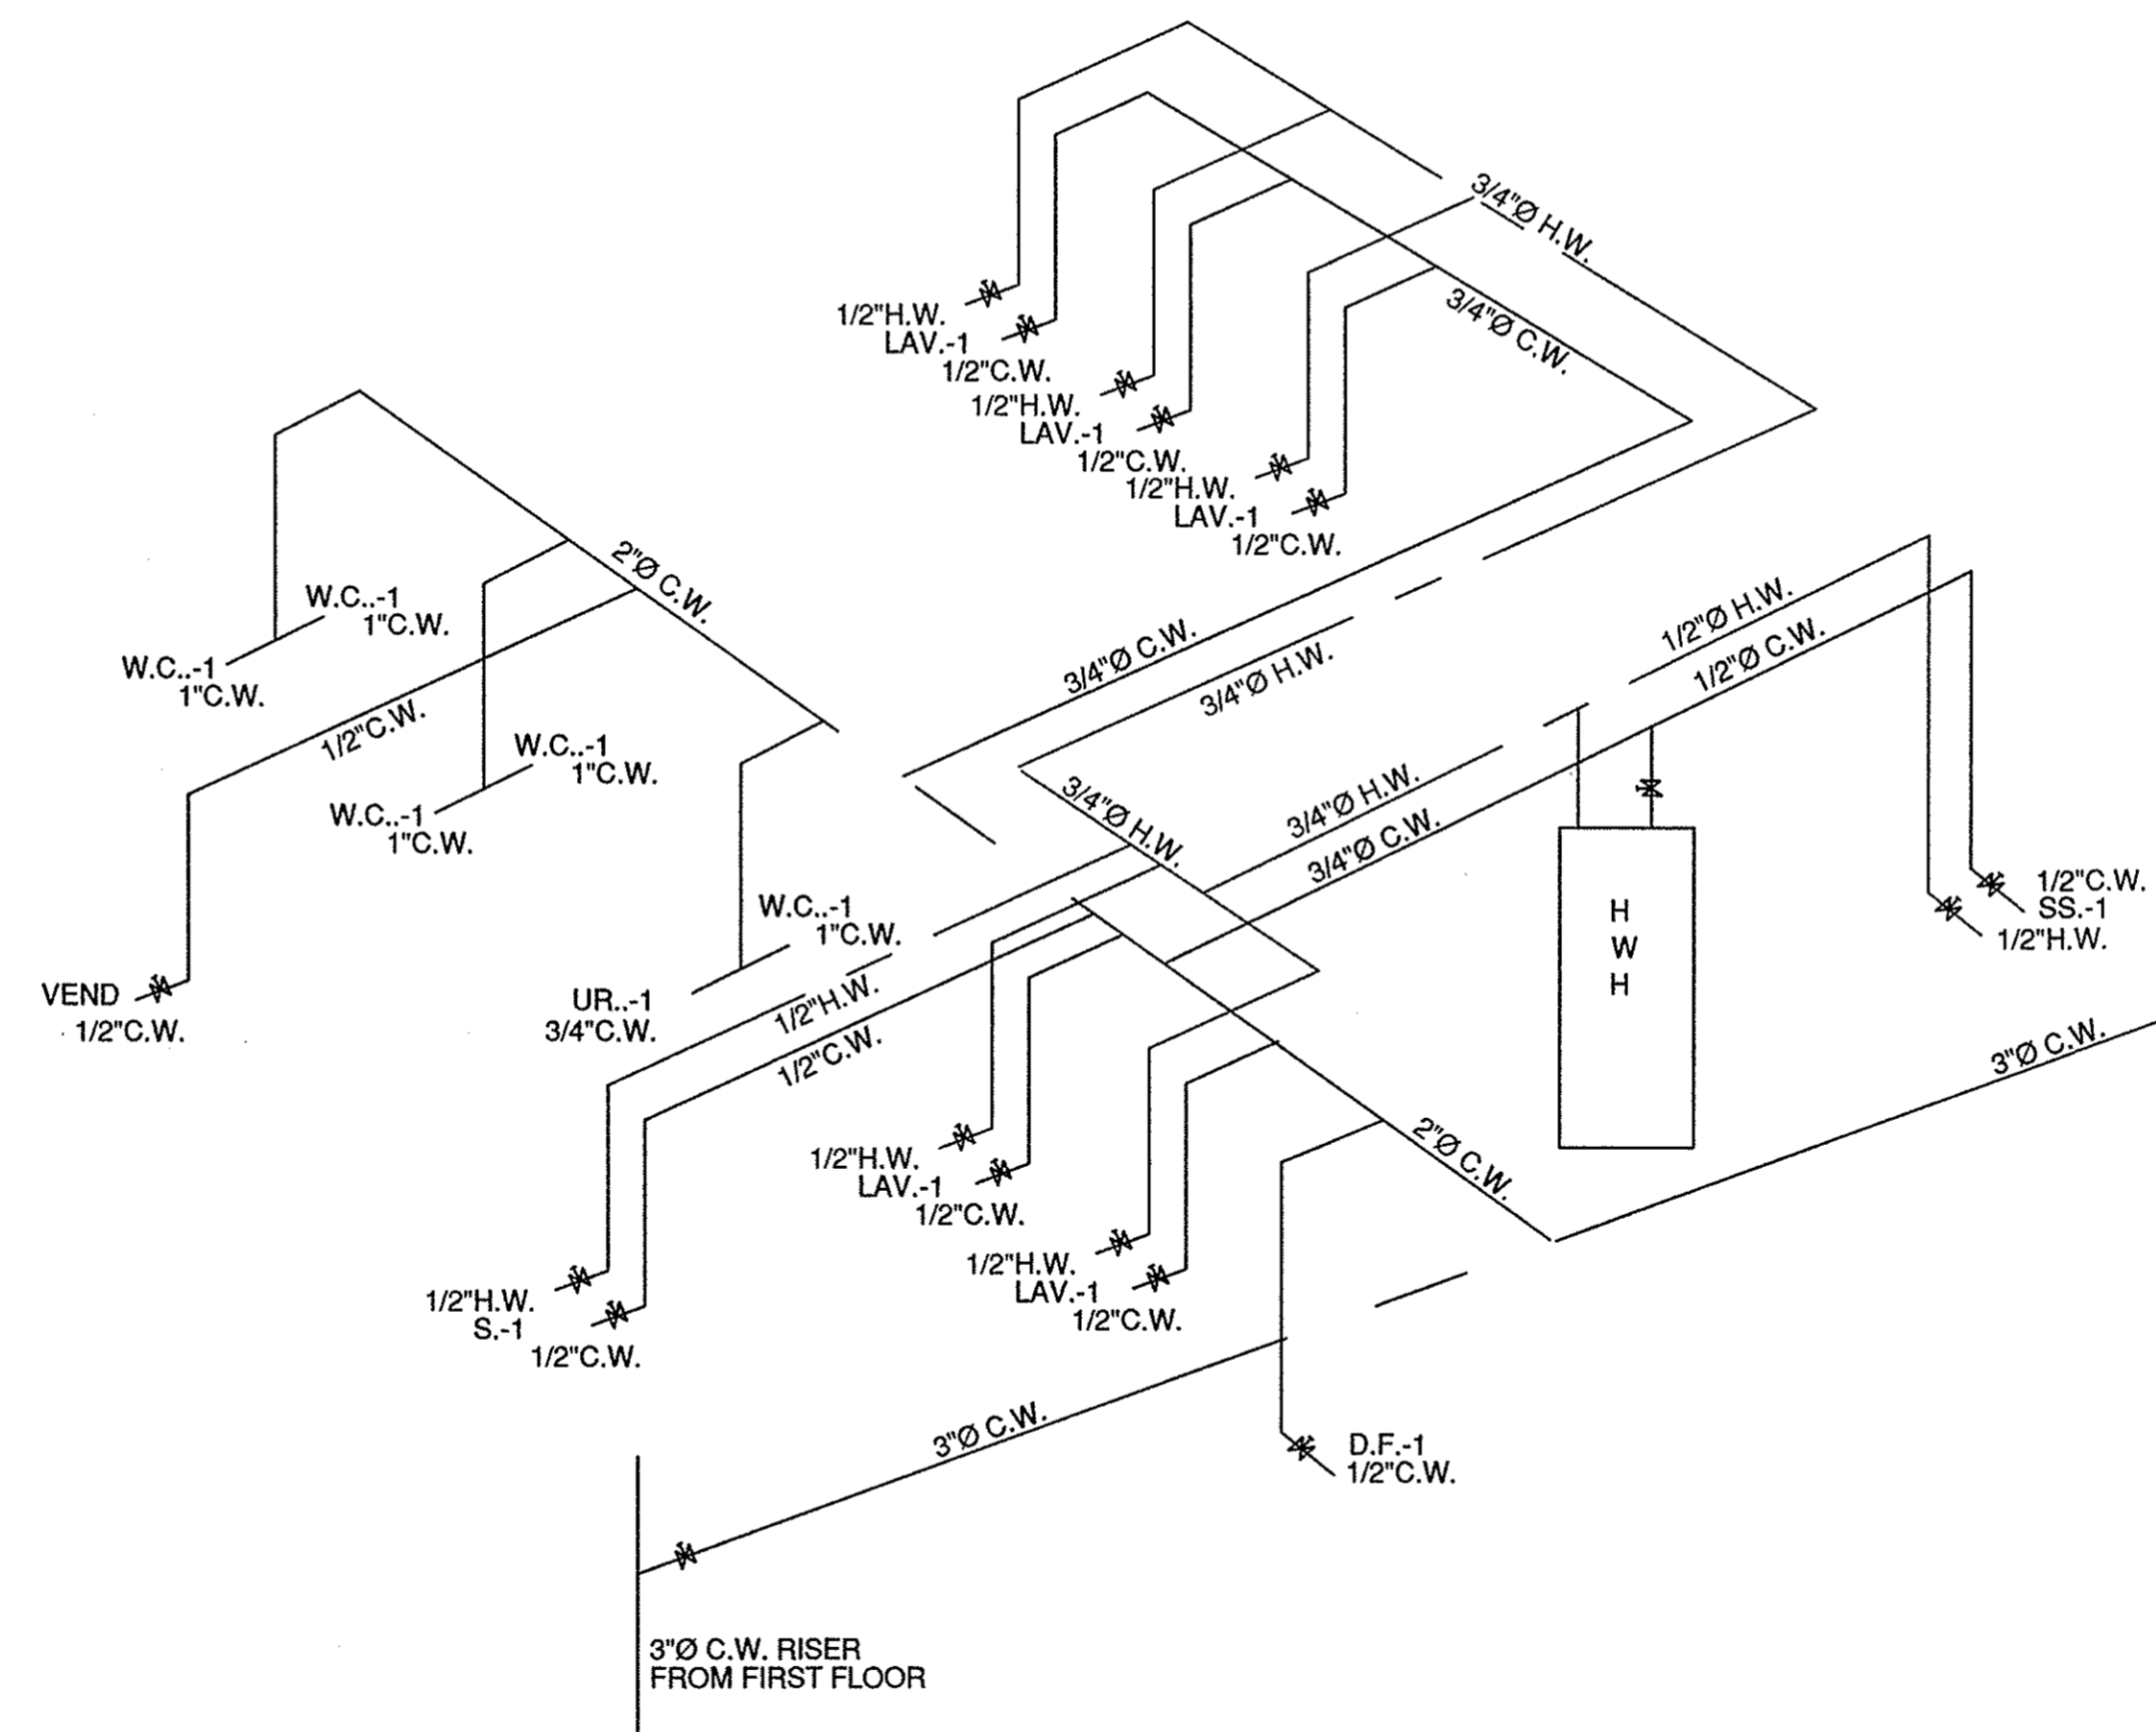 3/4"Ø H.W.
1/2"H.W.
LAV.-1
1/2"C.W.
3/4"Ø C.W.
1/2"H.W.
LAV.-1
1/2"C.W.
1/2"H.W.
LAV.-1
1/2"C.W.
2"Ø C.W.
W.C..-1
1"C.W.
W.C..-1
1"C.W.
1/2"C.W.
W.C..-1
1"C.W.
W.C..-1
1"C.W.
3/4"Ø C.W.
3/4"Ø H.W.
1/2"Ø H.W.
1/2"Ø C.W.
3/4"Ø H.W.
3/4"Ø H.W.
3/4"Ø C.W.
W.C..-1
1"C.W.
UR..-1
3/4"C.W.
VEND
1/2"C.W.
1/2"H.W.
1/2"C.W.
H
W
H
1/2"C.W.
SS.-1
1/2"H.W.
3"Ø C.W.
1/2"H.W.
LAV.-1
1/2"C.W.
2"Ø C.W.
1/2"H.W.
LAV.-1
1/2"C.W.
1/2"H.W.
S.-1
1/2"C.W.
3"Ø C.W.
D.F.-1
1/2"C.W.
3"Ø C.W. RISER
FROM FIRST FLOOR